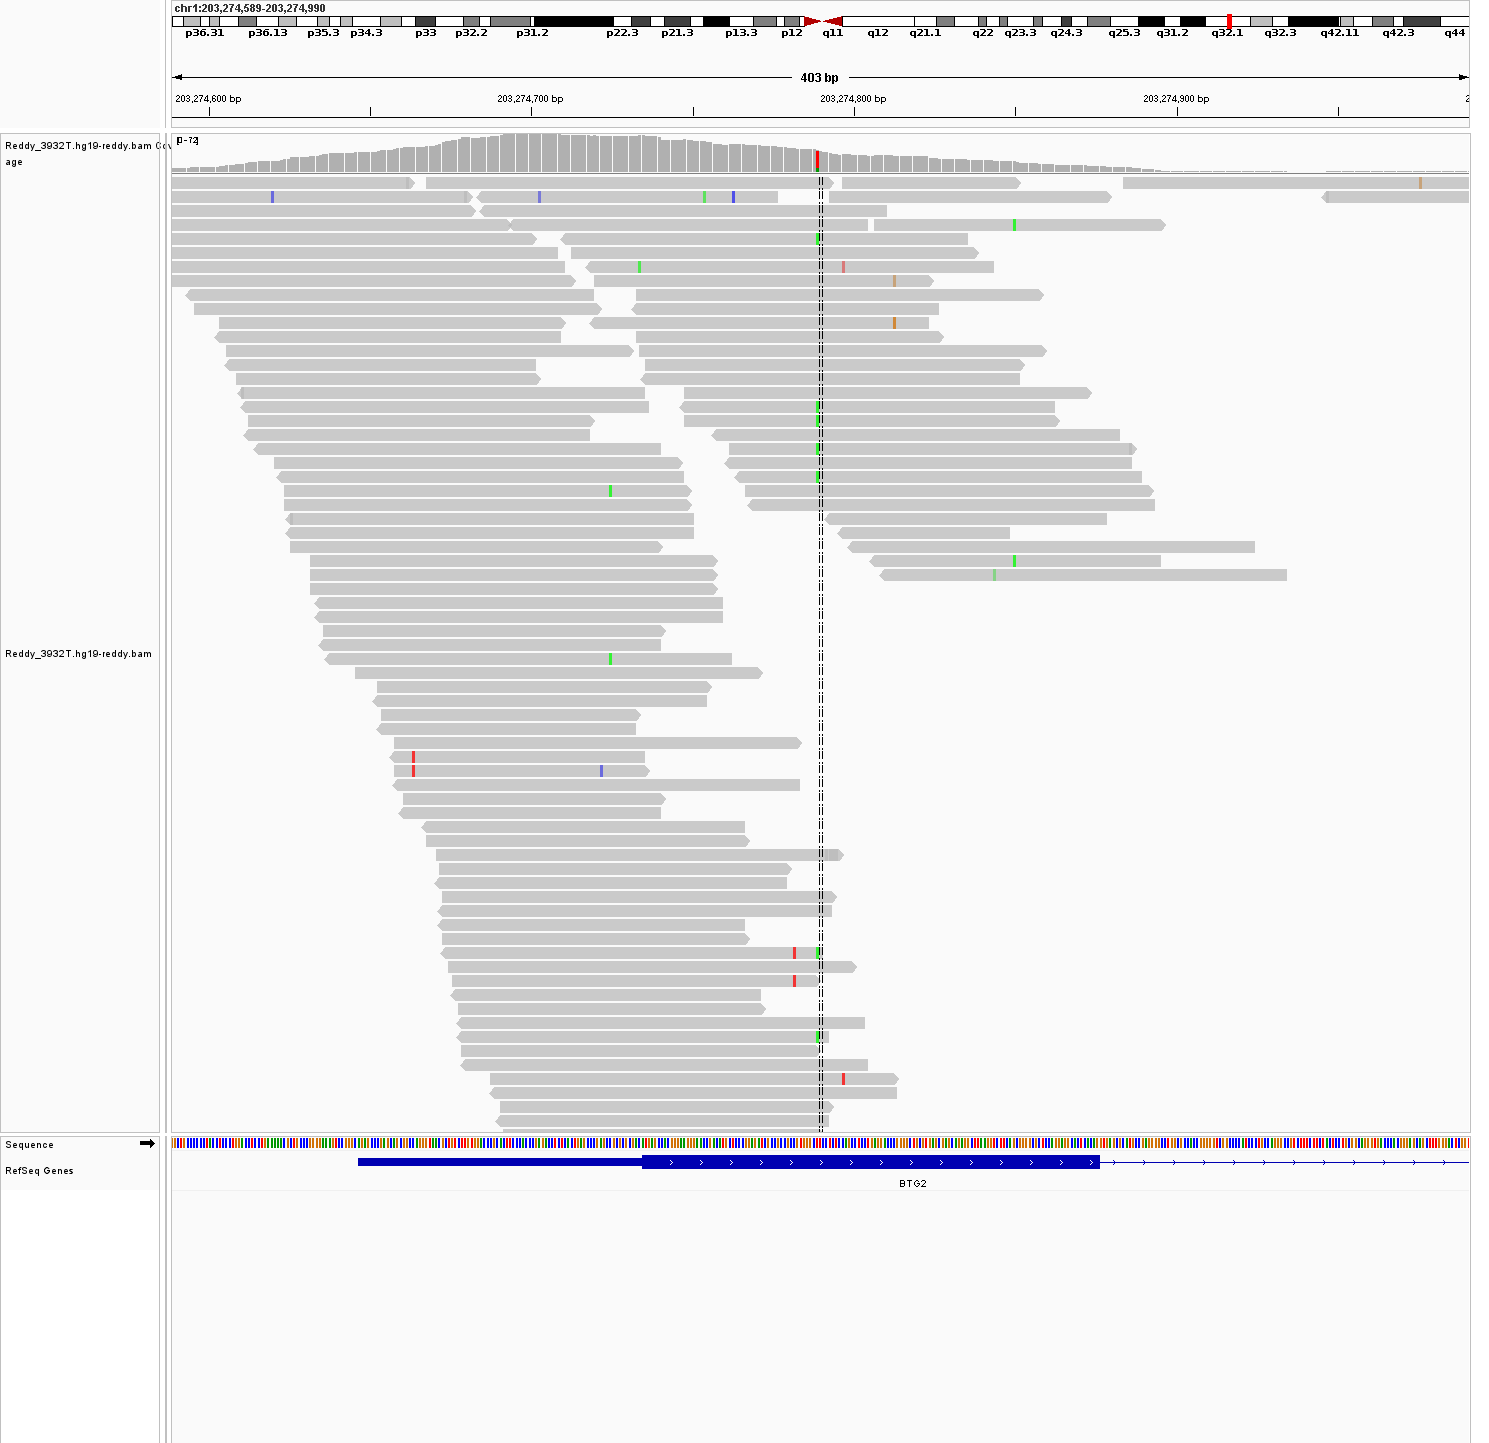 chr1:203,274,589-203,274,990
p36.31 p36.13 p35.3 p34.3 p33 p32.2 p31.2 p22.3 p21.3 p13.3 p12 q11 q12 q21.1 q22 q23.3 q24.3 q25.3 q31.2 q32.1 q32.3 q42.11 q42.3 q44
403 bp
203,274,600 bp 203,274,700 bp 203,274,800 bp 203,274,900 bp 2
Reddy_3932T.hg19-reddy.bam Cov
age
[0-72]
Reddy_3932T.hg19-reddy.bam
Sequence
RefSeq Genes
BTG2